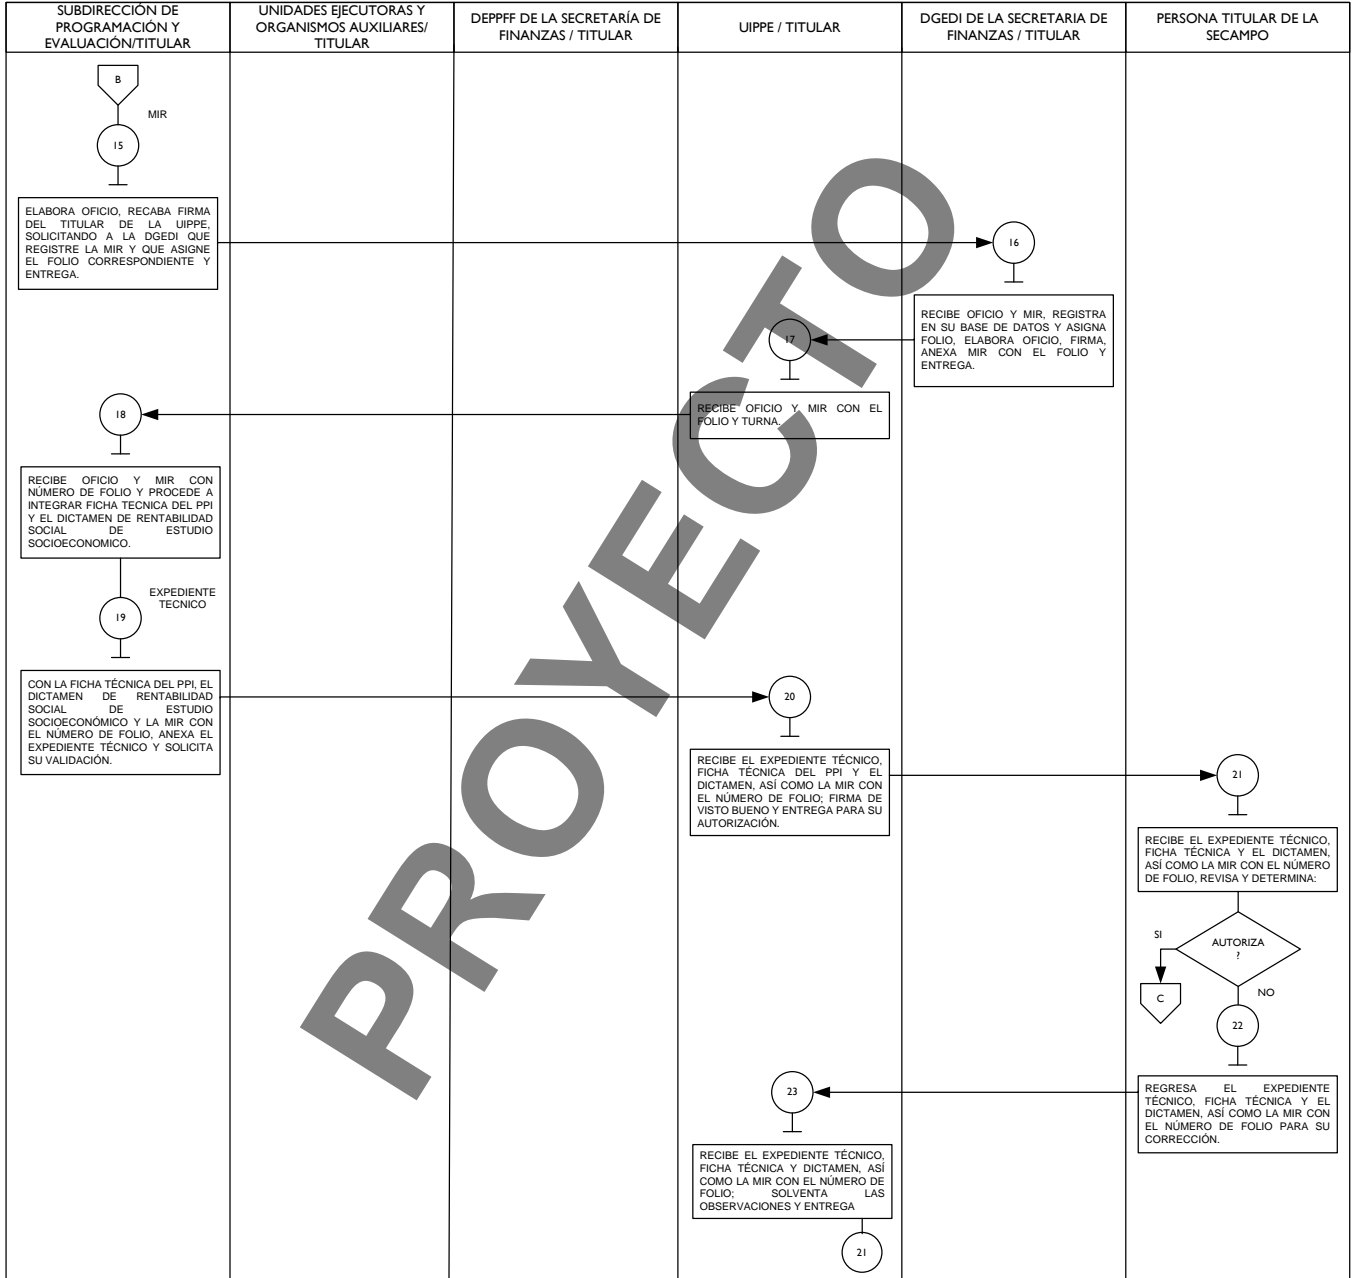 SUBDIRECCIÓN DE
PROGRAMACIÓN Y
EVALUACIÓN/TITULAR
UNIDADES EJECUTORAS Y
ORGANISMOS AUXILIARES/
TITULAR
DEPPFF DE LA SECRETARÍA DE
FINANZAS / TITULAR
UIPPE / TITULAR
DGEDI DE LA SECRETARIA DE
FINANZAS / TITULAR
PERSONA TITULAR DE LA
SECAMPO
B
MIR
15
ELABORA OFICIO, RECABA FIRMA
DEL TITULAR DE LA UIPPE,
SOLICITANDO A LA DGEDI QUE
REGISTRE LA MIR Y QUE ASIGNE
EL FOLIO CORRESPONDIENTE Y
ENTREGA.
16
RECIBE OFICIO Y MIR, REGISTRA
EN SU BASE DE DATOS Y ASIGNA
FOLIO, ELABORA OFICIO, FIRMA,
ANEXA MIR CON EL FOLIO Y
ENTREGA.
17
RECIBE OFICIO Y MIR CON EL
FOLIO Y TURNA.
18
RECIBE OFICIO Y MIR CON
NÚMERO DE FOLIO Y PROCEDE A
INTEGRAR FICHA TECNICA DEL PPI
Y EL DICTAMEN DE RENTABILIDAD
SOCIAL DE ESTUDIO
SOCIOECONOMICO.
EXPEDIENTE
TECNICO
19
CON LA FICHA TÉCNICA DEL PPI, EL
DICTAMEN DE RENTABILIDAD
SOCIAL DE ESTUDIO
SOCIOECONÓMICO Y LA MIR CON
EL NÚMERO DE FOLIO, ANEXA EL
EXPEDIENTE TÉCNICO Y SOLICITA
SU VALIDACIÓN.
20
RECIBE EL EXPEDIENTE TÉCNICO,
FICHA TÉCNICA DEL PPI Y EL
DICTAMEN, ASÍ COMO LA MIR CON
EL NÚMERO DE FOLIO; FIRMA DE
VISTO BUENO Y ENTREGA PARA SU
AUTORIZACIÓN.
21
RECIBE EL EXPEDIENTE TÉCNICO,
FICHA TÉCNICA Y EL DICTAMEN,
ASÍ COMO LA MIR CON EL NÚMERO
DE FOLIO, REVISA Y DETERMINA:
AUTORIZA
?
SI
C
NO
22
REGRESA EL EXPEDIENTE
TÉCNICO, FICHA TÉCNICA Y EL
DICTAMEN, ASÍ COMO LA MIR CON
EL NÚMERO DE FOLIO PARA SU
CORRECCIÓN.
23
RECIBE EL EXPEDIENTE TÉCNICO,
FICHA TÉCNICA Y DICTAMEN, ASÍ
COMO LA MIR CON EL NÚMERO DE
FOLIO; SOLVENTA LAS
OBSERVACIONES Y ENTREGA
21
PROYECTO